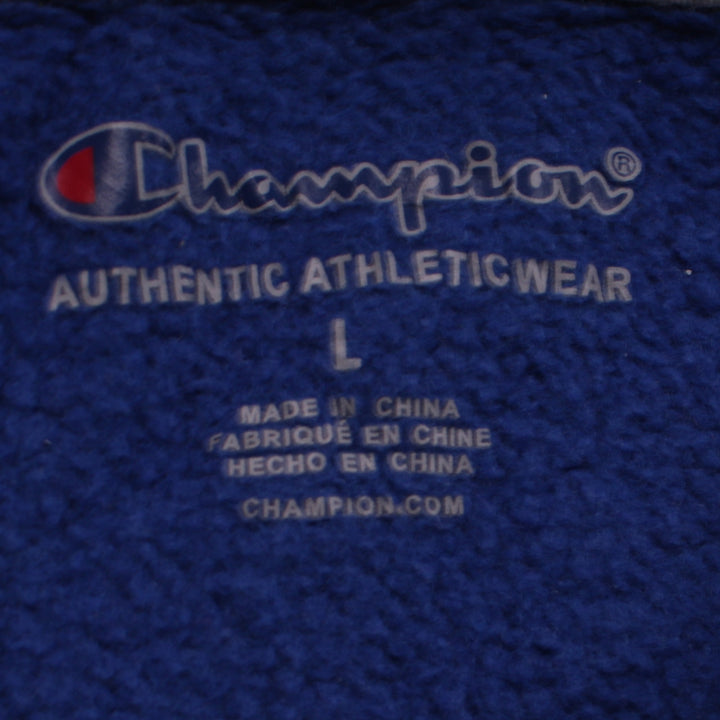 Champion®
AUTHENTIC ATHLETICWEAR
L
MADE IN CHINA
FABRIQUÉ EN CHINE
HECHO EN CHINA
CHAMPION.COM